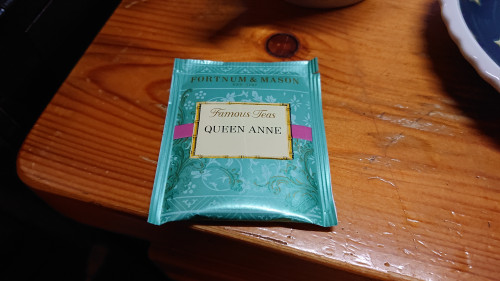 FORTNUM & MASON
Famous Teas
QUEEN ANNE